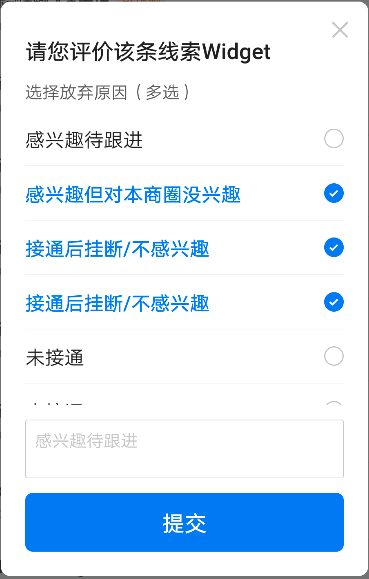 请您评价该条线索Widget
选择放弃原因（多选）
感兴趣待跟进
感兴趣但对本商圈没兴趣
接通后挂断/不感兴趣
接通后挂断/不感兴趣
未接通
感兴趣待跟进
提交